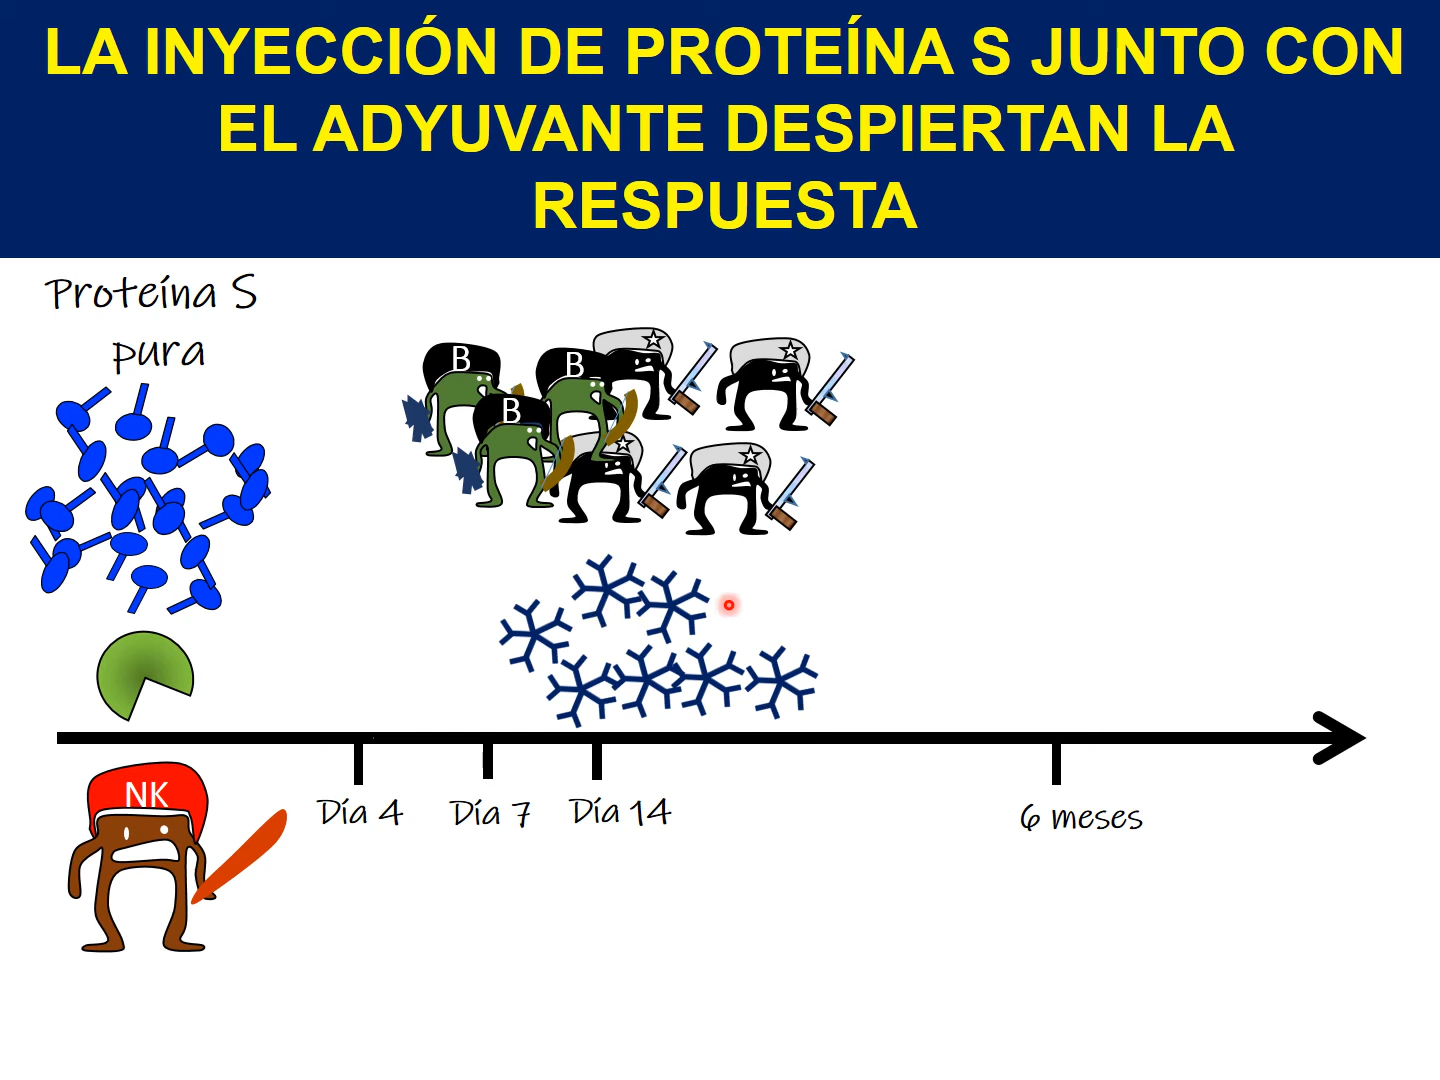 LA INYECCIÓN DE PROTEÍNA S JUNTO CON
EL ADYUVANTE DESPIERTAN LA
RESPUESTA
Proteína S
pura
B
B
B
NK
Día 4
Día 7
Día 14
6 meses